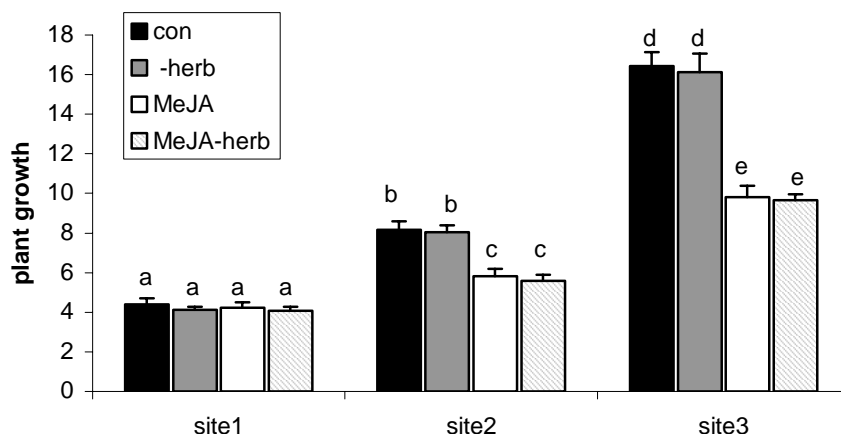 18
16
14
12
10
8
6
4
2
0
plant growth
con
-herb
MeJA
MeJA-herb
a a a a
b b c c
d d e e
site1 site2 site3